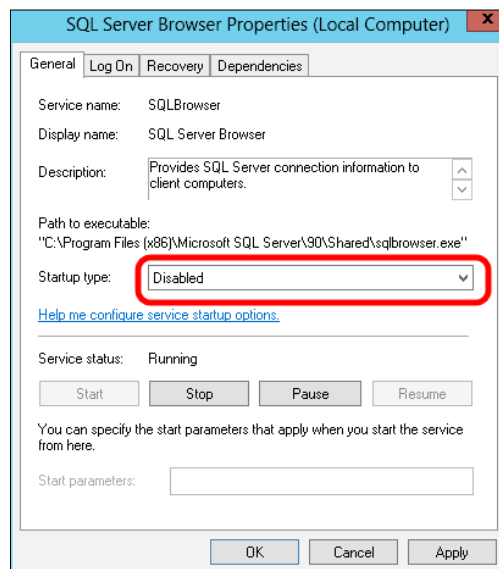 SQL Server Browser Properties (Local Computer)
x
General Log On Recovery Dependencies
Service name: SQLBrowser
Display name: SQL Server Browser
Description: Provides SQL Server connection information to
client computers.
Path to executable:
"C:\Program Files (x86)\Microsoft SQL Server\90\Shared\sqlbrowser.exe"
Startup type: Disabled
Help me configure service startup options.
Service status: Running
Start Stop Pause Resume
You can specify the start parameters that apply when you start the service
from here.
Start parameters:
OK Cancel Apply